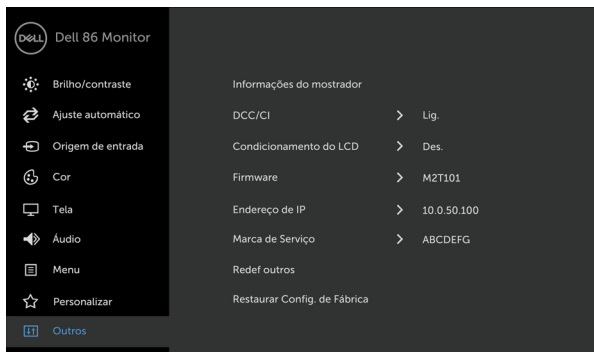 DELL Dell 86 Monitor
Brilho/contraste
Ajuste automático
Origem de entrada
Cor
Tela
Áudio
Menu
Personalizar
Outros
Informações do mostrador
DCC/CI Lig.
Condicionamento do LCD Des.
Firmware M2T101
Endereço de IP 10.0.50.100
Marca de Serviço ABCDEFG
Redef outros
Restaurar Config. de Fábrica